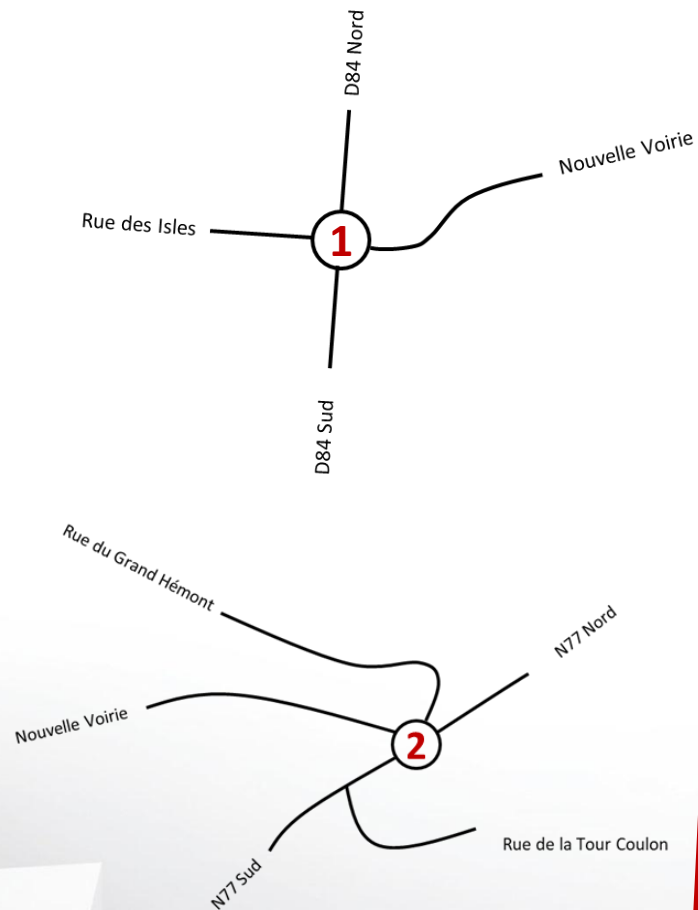 D84 Nord
Nouvelle Voirie
Rue des Isles
1
D84 Sud
Rue du Grand Hémont
N77 Nord
Nouvelle Voirie
2
Rue de la Tour Coulon
N77 Sud